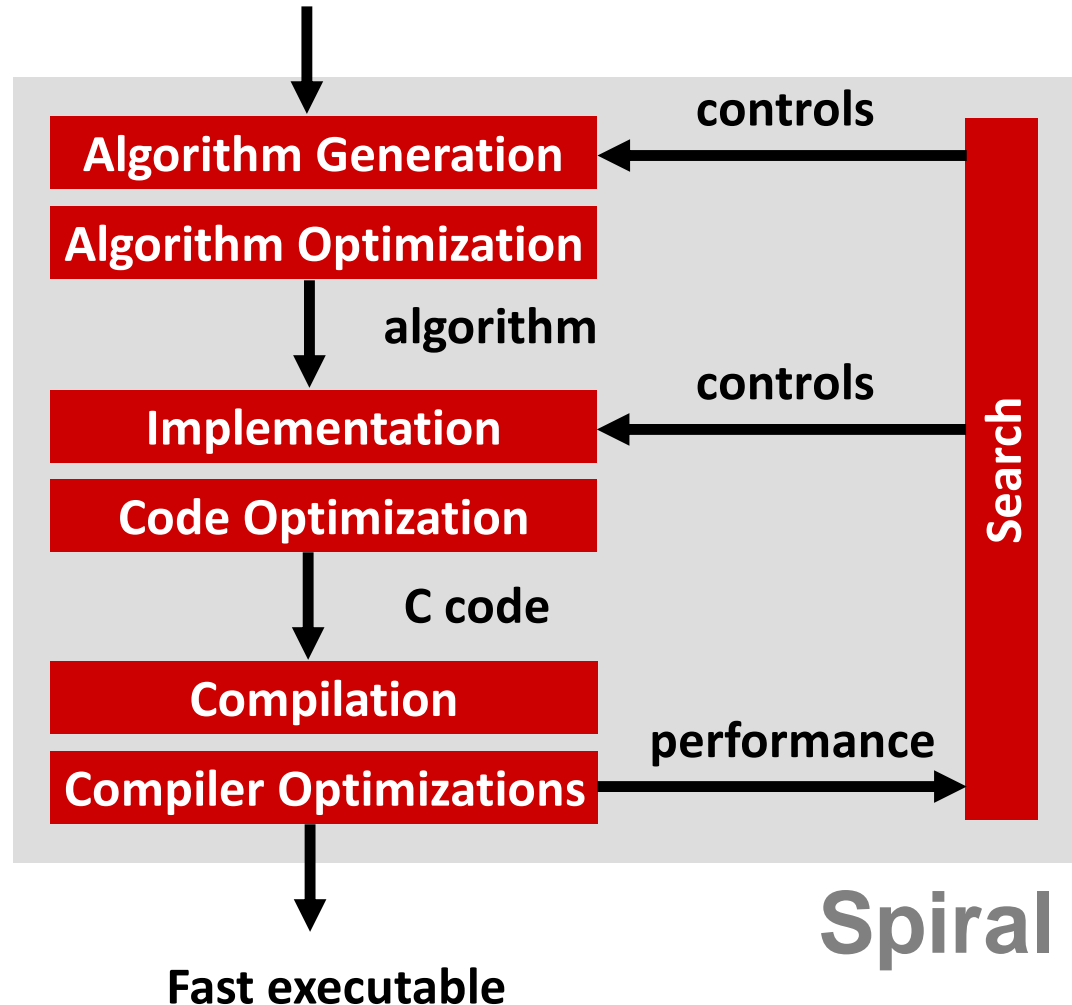 controls
Algorithm Generation
Algorithm Optimization
algorithm
controls
Implementation
Search
Code Optimization
C code
Compilation
performance
Compiler Optimizations
Spiral
Fast executable